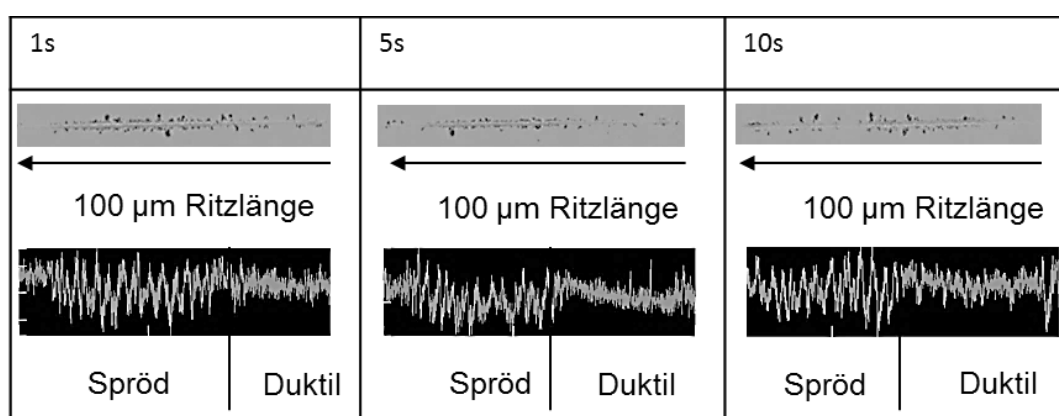 1s 5s 10s
100 µm Ritzlänge 100 µm Ritzlänge 100 µm Ritzlänge
Spröd Duktil Spröd Duktil Spröd Duktil